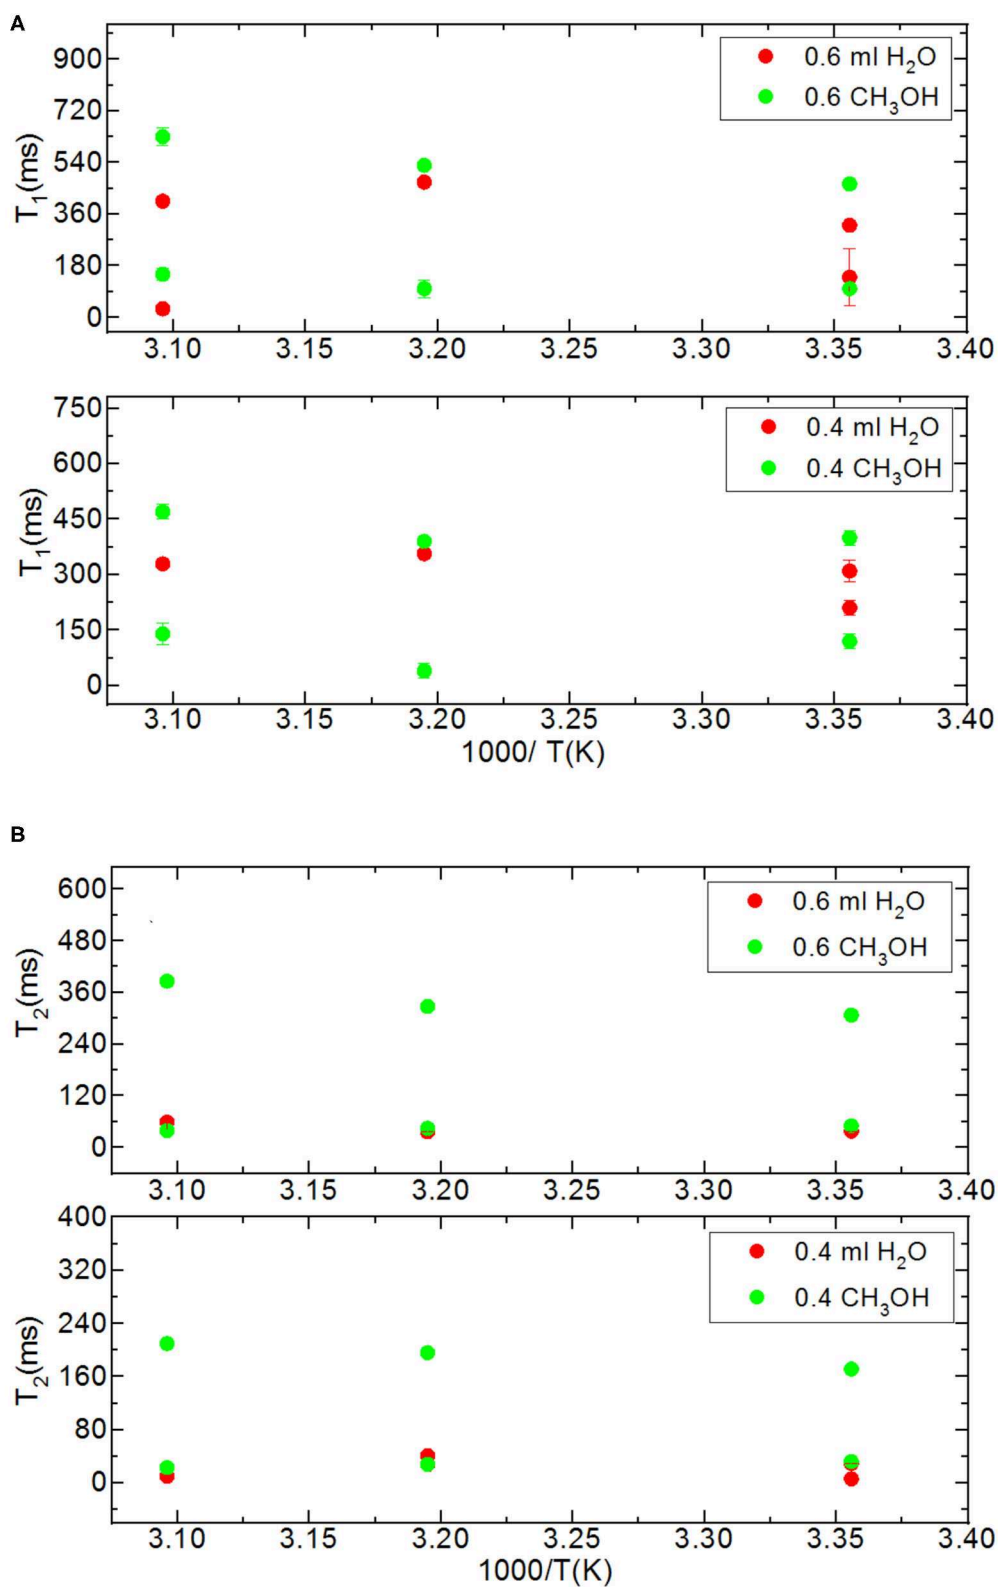 A
T₁(ms)
900
720
540
360
180
0
0.6 ml H₂O
0.6 CH₃OH
3.10 3.15 3.20 3.25 3.30 3.35 3.40
T₁(ms)
750
600
450
300
150
0
0.4 ml H₂O
0.4 CH₃OH
3.10 3.15 3.20 3.25 3.30 3.35 3.40
1000/ T(K)
B
T₂(ms)
600
480
360
240
120
0
0.6 ml H₂O
0.6 CH₃OH
3.10 3.15 3.20 3.25 3.30 3.35 3.40
T₂(ms)
400
320
240
160
80
0
0.4 ml H₂O
0.4 CH₃OH
3.10 3.15 3.20 3.25 3.30 3.35 3.40
1000/T(K)